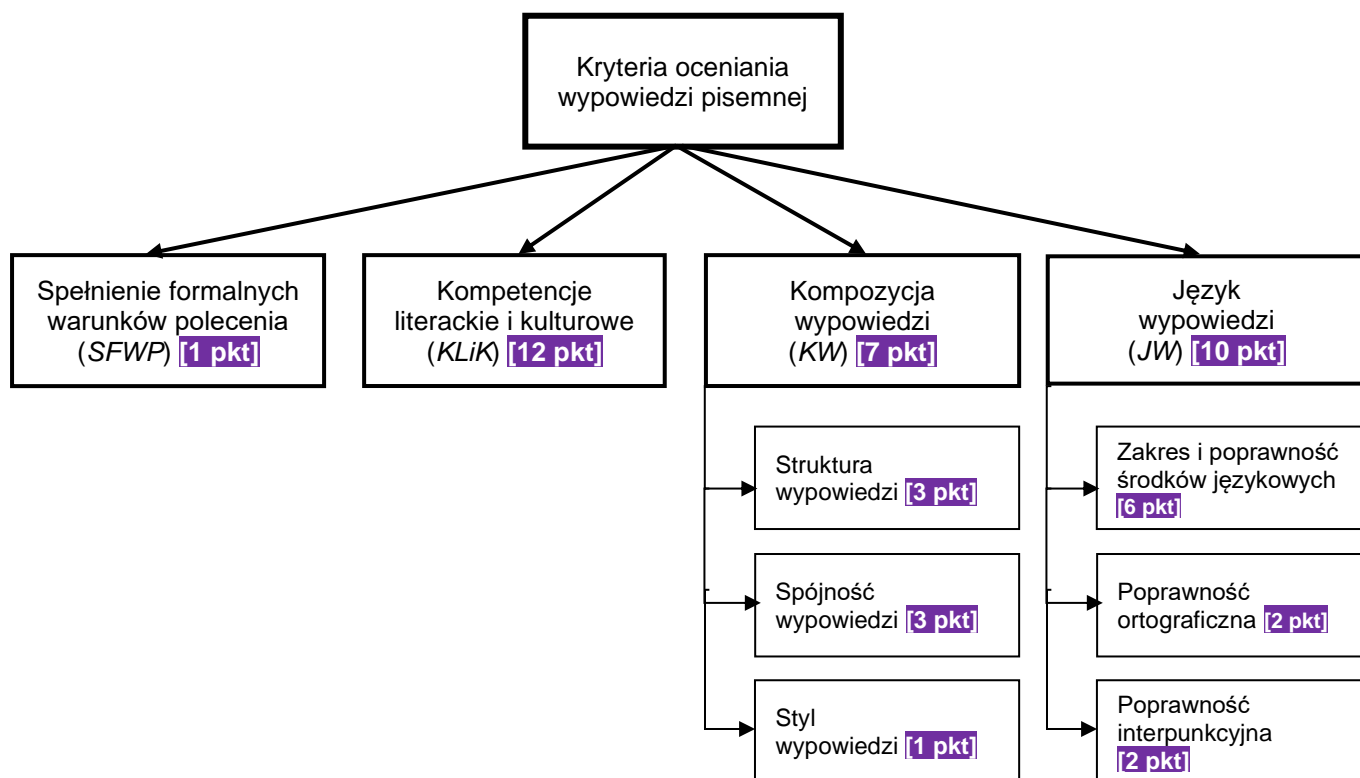 Kryteria oceniania
wypowiedzi pisemnej
Spełnienie formalnych
warunków polecenia
(SFWP) [1 pkt]
Kompetencje
literackie i kulturowe
(KLiK) [12 pkt]
Kompozycja
wypowiedzi
(KW) [7 pkt]
Język
wypowiedzi
(JW) [10 pkt]
Struktura
wypowiedzi [3 pkt]
Spójność
wypowiedzi [3 pkt]
Styl
wypowiedzi [1 pkt]
Zakres i poprawność
środków językowych
[6 pkt]
Poprawność
ortograficzna [2 pkt]
Poprawność
interpunkcyjna
[2 pkt]